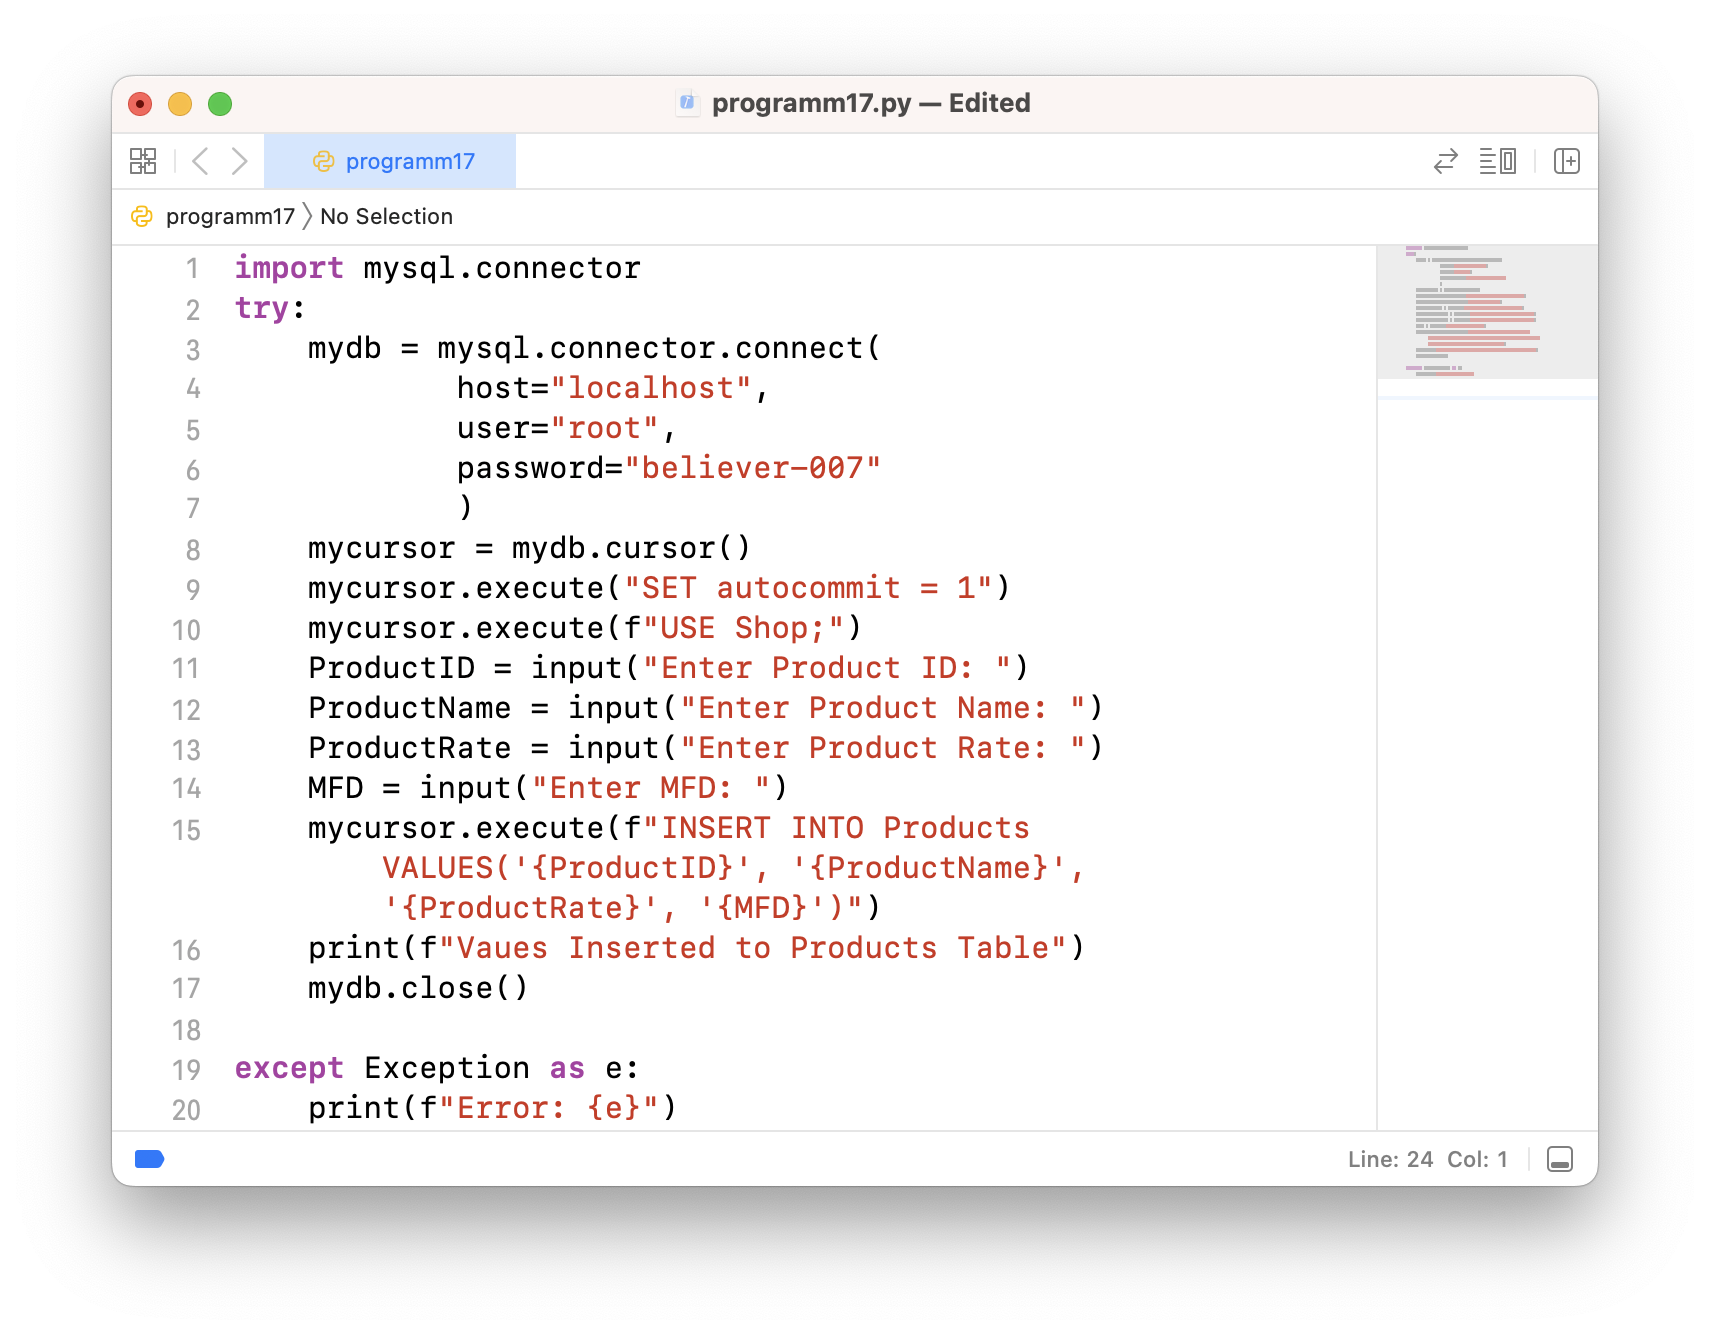 programm17.py — Edited
programm17
programm17 〉 No Selection
1 import mysql.connector
2 try:
3     mydb = mysql.connector.connect(
4             host="localhost",
5             user="root",
6             password="believer-007"
7             )
8     mycursor = mydb.cursor()
9     mycursor.execute("SET autocommit = 1")
10     mycursor.execute(f"USE Shop;")
11     ProductID = input("Enter Product ID: ")
12     ProductName = input("Enter Product Name: ")
13     ProductRate = input("Enter Product Rate: ")
14     MFD = input("Enter MFD: ")
15     mycursor.execute(f"INSERT INTO Products
        VALUES('{ProductID}', '{ProductName}',
        '{ProductRate}', '{MFD}')")
16     print(f"Vaues Inserted to Products Table")
17     mydb.close()
18
19 except Exception as e:
20     print(f"Error: {e}")
Line: 24 Col: 1